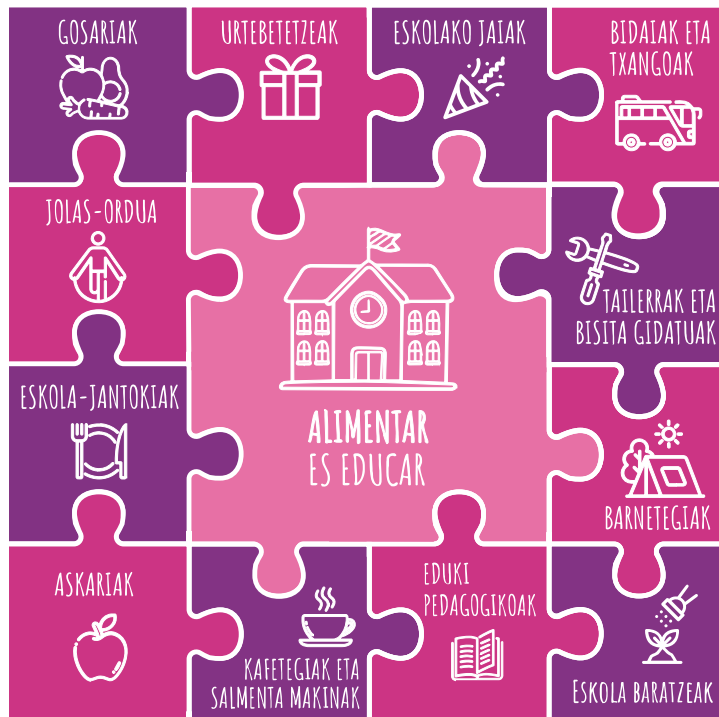 GOSARIAK
URTEBETETZEAK
ESKOLAKO JAIAK
BIDAIAK ETA
TXANGOAK
JOLAS-ORDUA
TAILERRAK ETA
BISITA GIDATUAK
ESKOLA-JANTOKIAK
ALIMENTAR
ES EDUCAR
BARNETEGIAK
ASKARIAK
KAFETEGIAK ETA
SALMENTA MAKINAK
EDUKI
PEDAGOGIKOAK
ESKOLA BARATZEAK